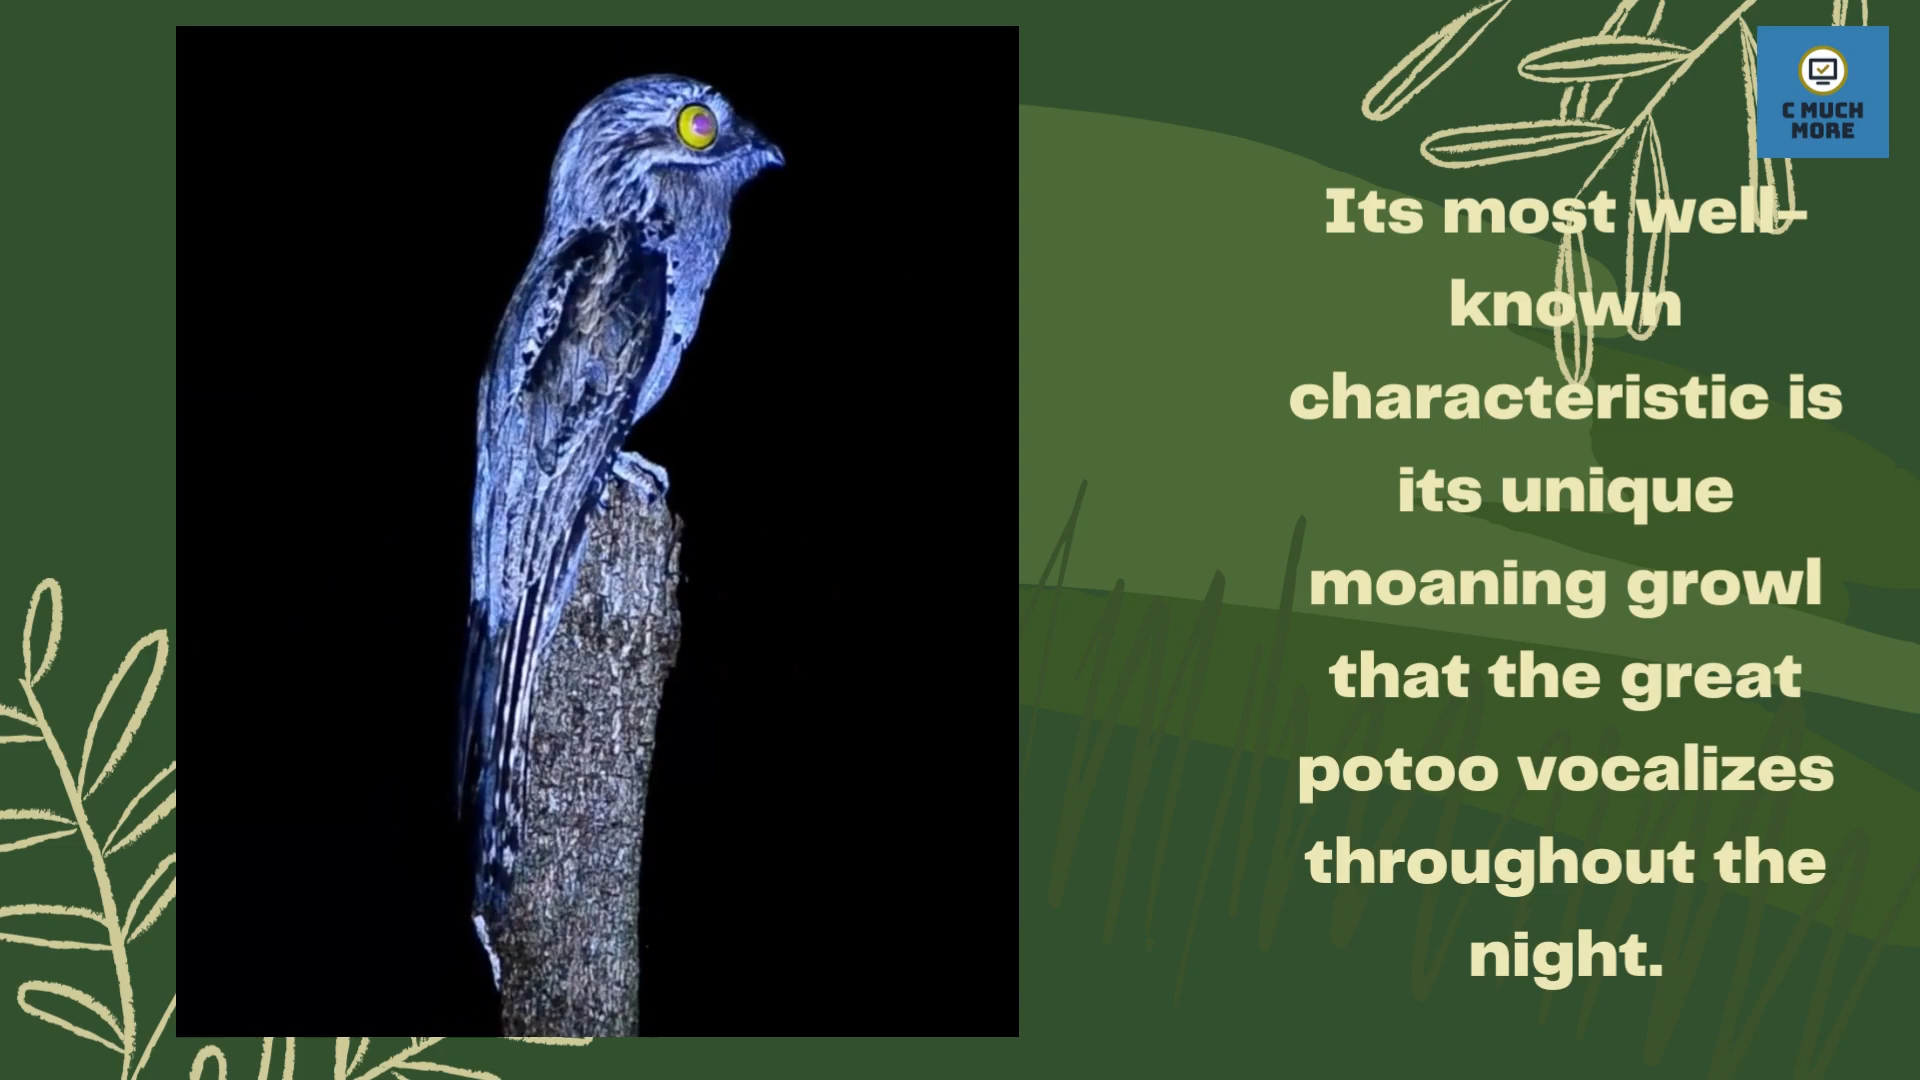 C MUCH
MORE
Its most well-
known
characteristic is
its unique
moaning growl
that the great
potoo vocalizes
throughout the
night.